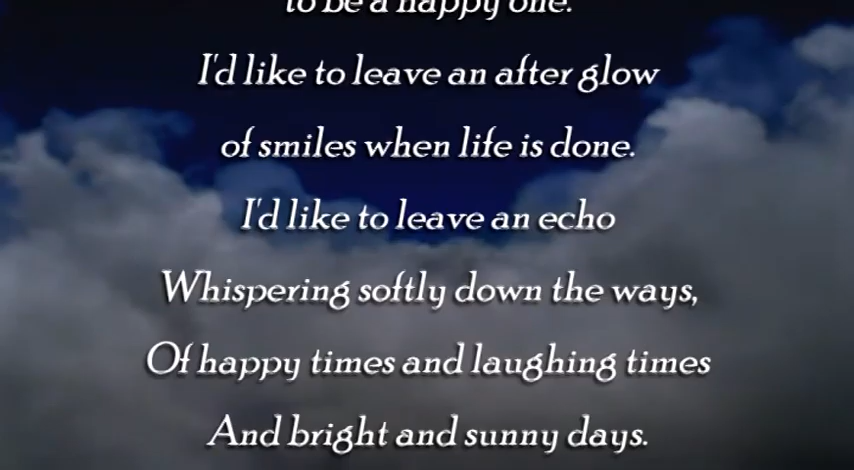 to be a happy one.
I'd like to leave an after glow
of smiles when life is done.
I'd like to leave an echo
Whispering softly down the ways,
Of happy times and laughing times
And bright and sunny days.